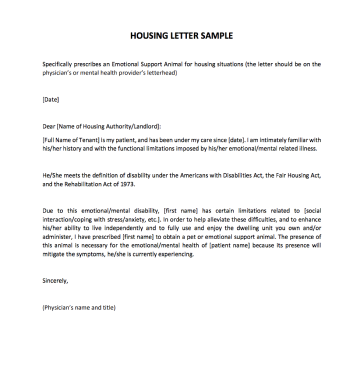 HOUSING LETTER SAMPLE
Specifically prescribes an Emotional Support Animal for housing situations (the letter should be on the
physician's or mental health provider's letterhead)
[Date]
Dear [Name of Housing Authority/Landlord]:
[Full Name of Tenant] is my patient, and has been under my care since [date]. I am intimately familiar with
his/her history and with the functional limitations imposed by his/her emotional/mental related illness.
He/She meets the definition of disability under the Americans with Disabilities Act, the Fair Housing Act,
and the Rehabilitation Act of 1973.
Due to this emotional/mental disability, [first name] has certain limitations related to [social
interaction/coping with stress/anxiety, etc.]. In order to help alleviate these difficulties, and to enhance
his/her ability to live independently and to fully use and enjoy the dwelling unit you own and/or
administer, I have prescribed [first name] to obtain a pet or emotional support animal. The presence of
this animal is necessary for the emotional/mental health of [patient name] because its presence will
mitigate the symptoms, he/she is currently experiencing.
Sincerely,
(Physician's name and title)